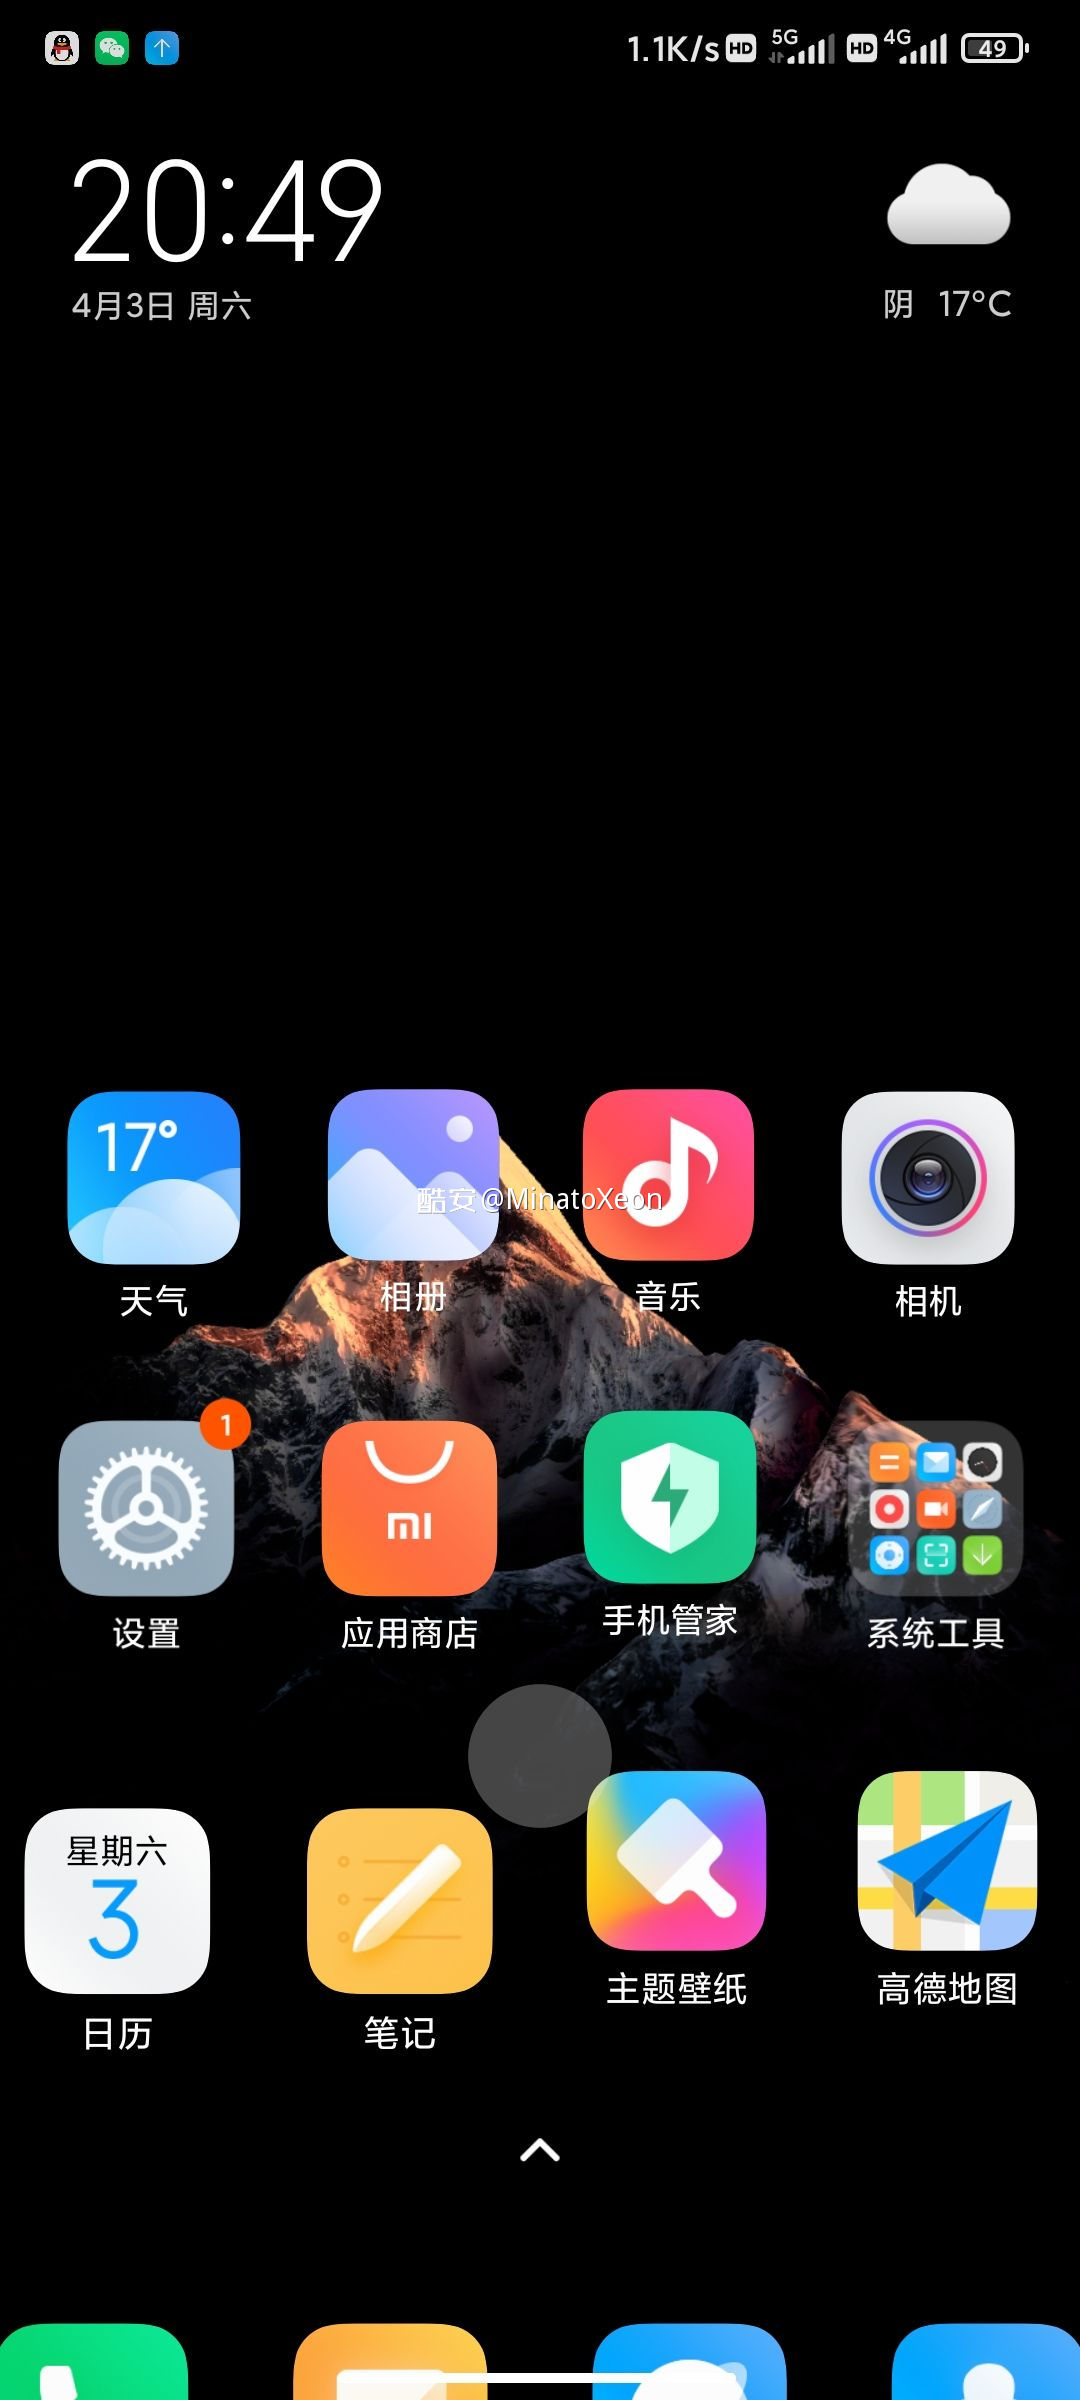 1.1K/s HD 5G HD 4G 49
20:49
4月3日 周六
阴 17°C
17°
酷安@MinatoXeon
天气 相册 音乐 相机
1
mi
设置 应用商店 手机管家 系统工具
星期六
3
日历 笔记 主题壁纸 高德地图